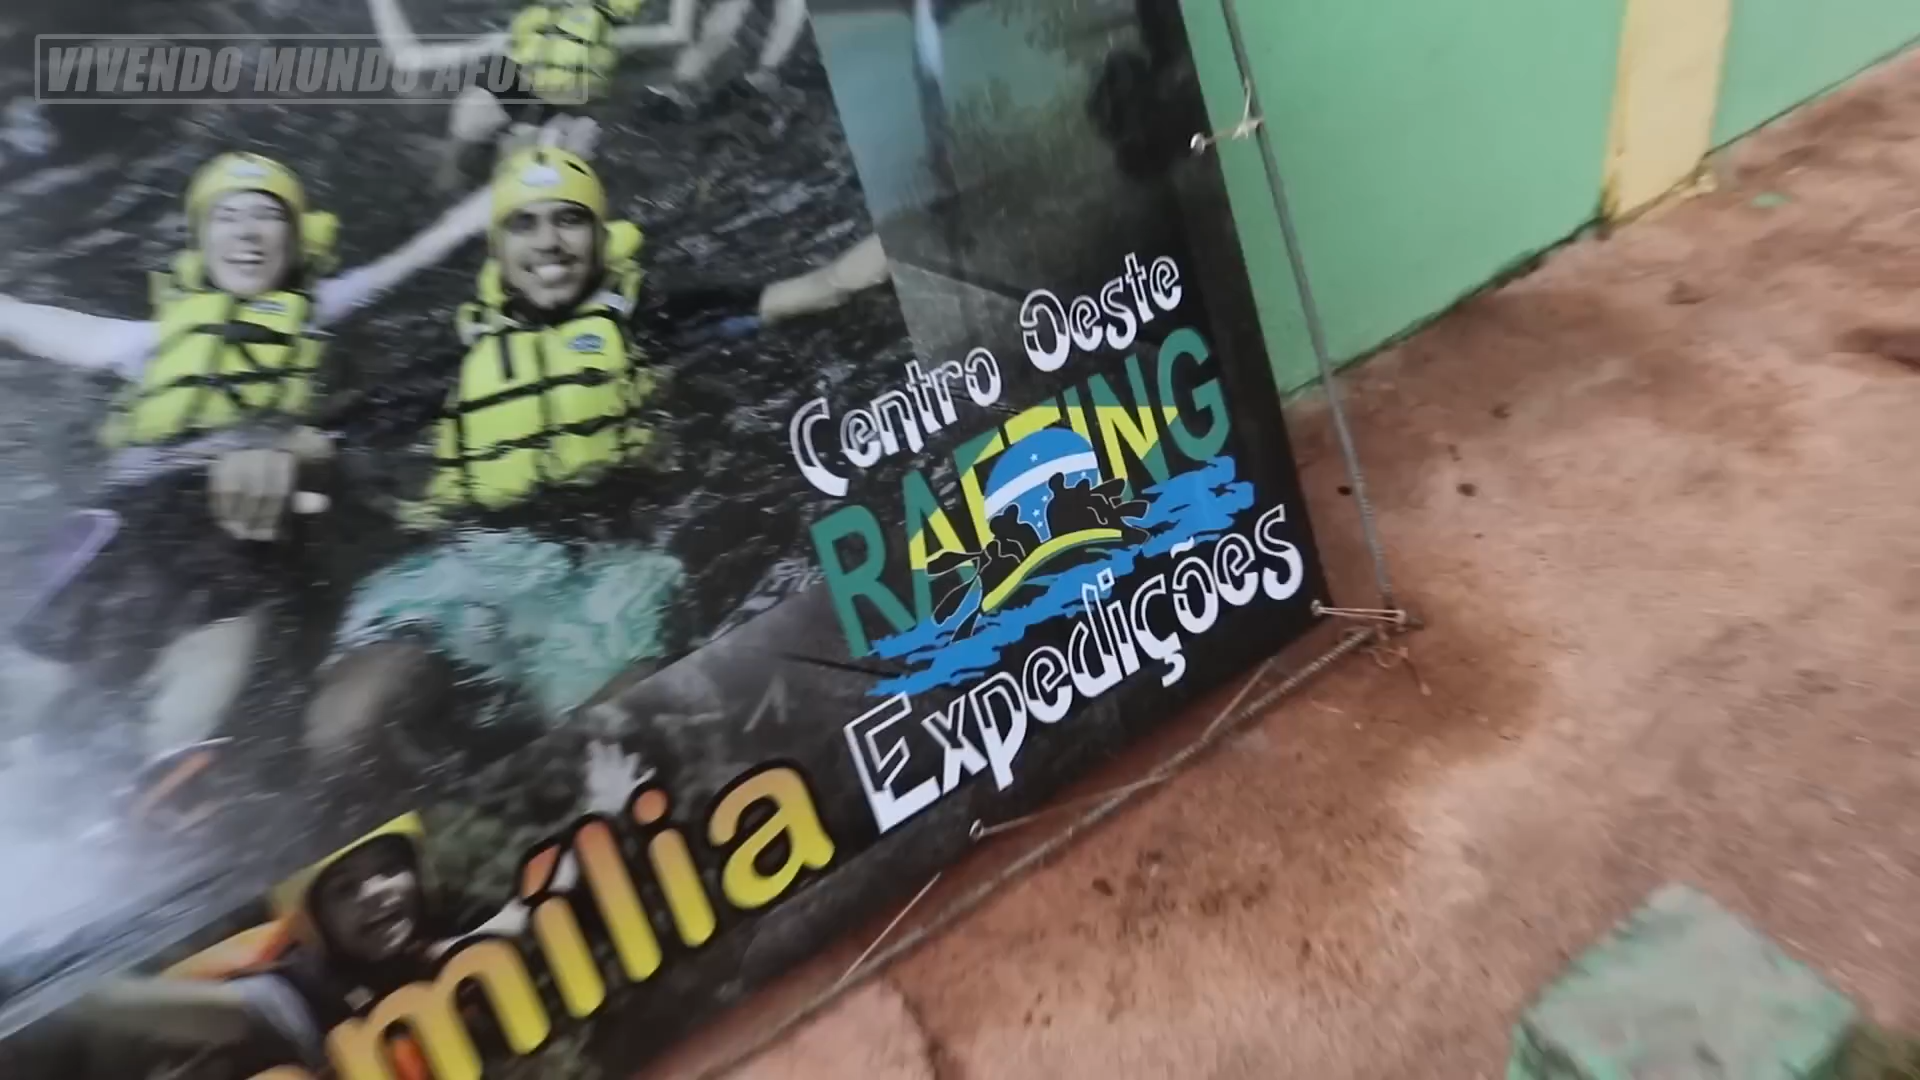 VIVENDO MUNDO AFORA
Centro Oeste
RAFTING
Expedições
mília